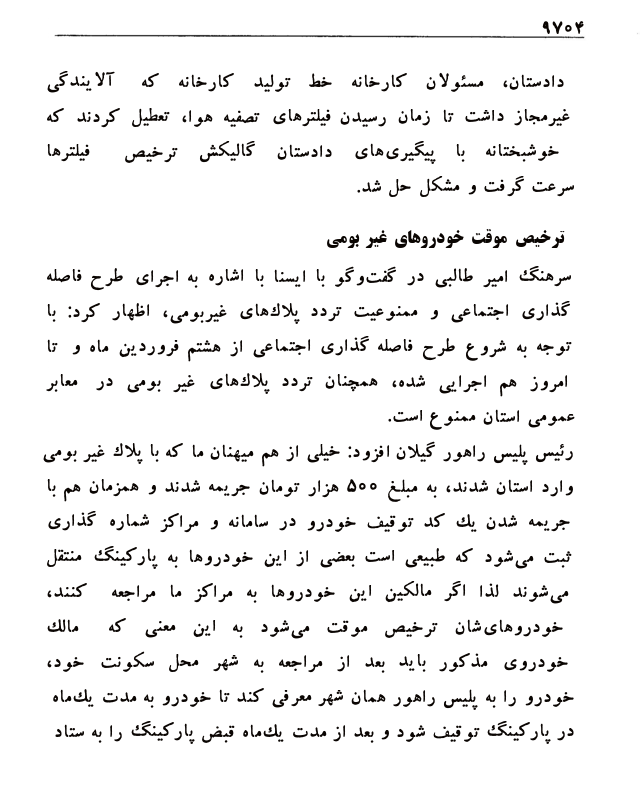 ۹۷۰۴
دادستان، مسئولان کارخانه خط تولید کارخانه که آلایندگی
غیرمجاز داشت تا زمان رسیدن فیلترهای تصفیه هوا، تعطیل کردند که
خوشبختانه با پیگیری‌های دادستان گالیکش ترخیص فیلترها
سرعت گرفت و مشکل حل شد.
ترخیص موقت خودروهای غیر بومی
سرهنگ امیر طالبی در گفت‌وگو با ایسنا با اشاره به اجرای طرح فاصله
گذاری اجتماعی و ممنوعیت تردد پلاک‌های غیربومی، اظهار کرد: با
توجه به شروع طرح فاصله گذاری اجتماعی از هشتم فروردین ماه و تا
امروز هم اجرایی شده، همچنان تردد پلاک‌های غیر بومی در معابر
عمومی استان ممنوع است.
رئیس پلیس راهور گیلان افزود: خیلی از هم میهنان ما که با پلاک غیر بومی
وارد استان شدند، به مبلغ ۵۰۰ هزار تومان جریمه شدند و همزمان هم با
جریمه شدن یک کد توقیف خودرو در سامانه و مراکز شماره گذاری
ثبت می‌شود که طبیعی است بعضی از این خودروها به پارکینگ منتقل
می‌شوند لذا اگر مالکین این خودروها به مراکز ما مراجعه کنند،
خودروهای‌شان ترخیص موقت می‌شود به این معنی که مالک
خودروی مذکور باید بعد از مراجعه به شهر محل سکونت خود،
خودرو را به پلیس راهور همان شهر معرفی کند تا خودرو به مدت یک‌ماه
در پارکینگ توقیف شود و بعد از مدت یک‌ماه قبض پارکینگ را به ستاد